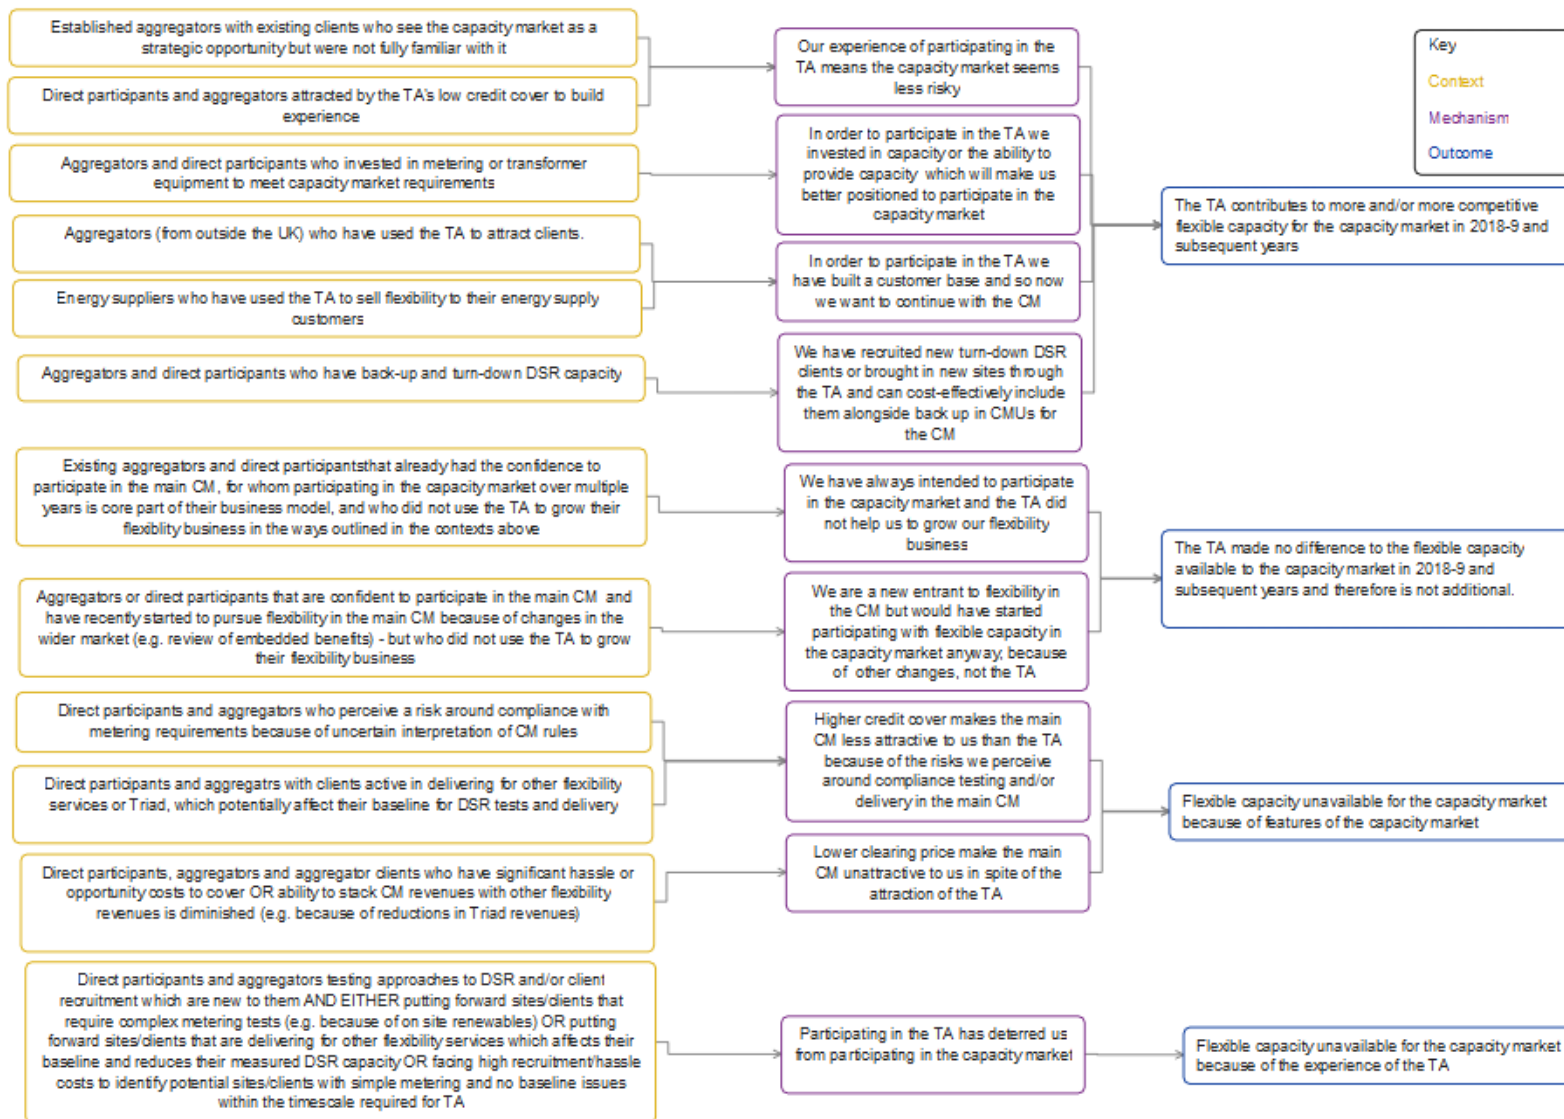 Established aggregators with existing clients who see the capacity market as a
strategic opportunity but were not fully familiar with it
Direct participants and aggregators attracted by the TA's low credit cover to build
experience
Aggregators and direct participants who invested in metering or transformer
equipment to meet capacity market requirements
Aggregators (from outside the UK) who have used the TA to attract clients.
Energy suppliers who have used the TA to sell flexibility to their energy supply
customers
Aggregators and direct participants who have back-up and turn-down DSR capacity
Existing aggregators and direct participantsthat already had the confidence to
participate in the main CM, for whom participating in the capacity market over multiple
years is core part of their business model, and who did not use the TA to grow their
flexiblity business in the ways outlined in the contexts above
Aggregators or direct participants that are confident to participate in the main CM and
have recently started to pursue flexibility in the main CM because of changes in the
wider market (e.g. review of embedded benefits) - but who did not use the TA to grow
their flexibility business
Direct participants and aggregators who perceive a risk around compliance with
metering requirements because of uncertain interpretation of CM rules
Direct participants and aggregatrs with clients active in delivering for other flexibility
services or Triad, which potentially affect their baseline for DSR tests and delivery
Direct participants, aggregators and aggregator clients who have significant hassle or
opportunity costs to cover OR ability to stack CM revenues with other flexibility
revenues is diminished (e.g. because of reductions in Triad revenues)
Direct participants and aggregators testing approaches to DSR and/or client
recruitment which are new to them AND EITHER putting forward sites/clients that
require complex metering tests (e.g. because of on site renewables) OR putting
forward sites/clients that are delivering for other flexibility services which affects their
baseline and reduces their measured DSR capacity OR facing high recruitment/hassle
costs to identify potential sites/clients with simple metering and no baseline issues
within the timescale required for TA
Our experience of participating in the
TA means the capacity market seems
less risky
In order to participate in the TA we
invested in capacity or the ability to
provide capacity which will make us
better positioned to participate in the
capacity market
In order to participate in the TA we
have built a customer base and so now
we want to continue with the CM
We have recruited new turn-down DSR
clients or brought in new sites through
the TA and can cost-effectively include
them alongside back up in CMUs for
the CM
We have always intended to participate
in the capacity market and the TA did
not help us to grow our flexibility
business
We are a new entrant to flexibility in
the CM but would have started
participating with flexible capacity in
the capacity market anyway, because
of other changes, not the TA
Higher credit cover makes the main
CM less attractive to us than the TA
because of the risks we perceive
around compliance testing and/or
delivery in the main CM
Lower clearing price make the main
CM unattractive to us in spite of the
attraction of the TA
Participating in the TA has deterred us
from participating in the capacity market
Key
Context
Mechanism
Outcome
The TA contributes to more and/or more competitive
flexible capacity for the capacity market in 2018-9 and
subsequent years
The TA made no difference to the flexible capacity
available to the capacity market in 2018-9 and
subsequent years and therefore is not additional.
Flexible capacity unavailable for the capacity market
because of features of the capacity market
Flexible capacity unavailable for the capacity market
because of the experience of the TA